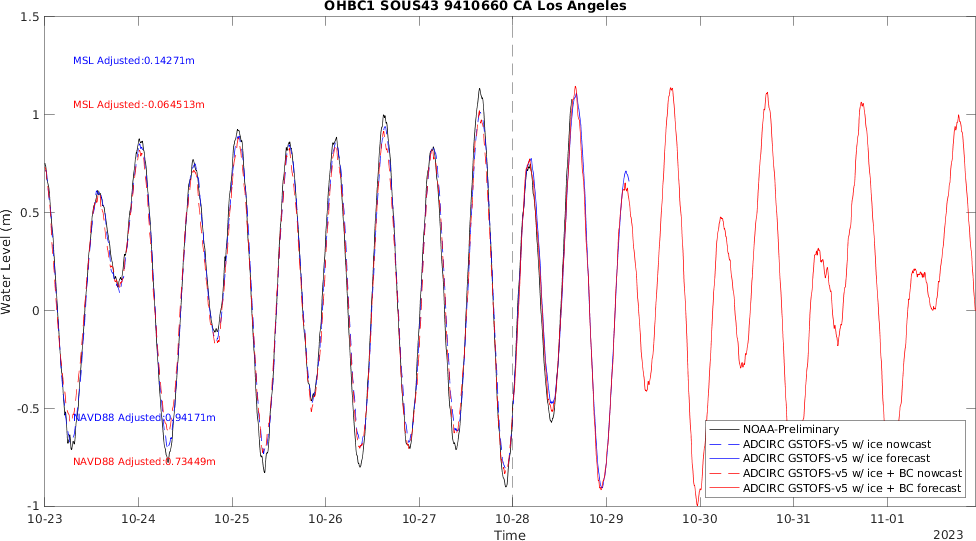 OHBC1 SOUS43 9410660 CA Los Angeles
1.5
1
0.5
0
-0.5
-1
Water Level (m)
MSL Adjusted:0.14271m
MSL Adjusted:-0.064513m
NAVD88 Adjusted:0.94171m
NAVD88 Adjusted:0.73449m
NOAA-Preliminary
ADCIRC GSTOFS-v5 w/ ice nowcast
ADCIRC GSTOFS-v5 w/ ice forecast
ADCIRC GSTOFS-v5 w/ ice + BC nowcast
ADCIRC GSTOFS-v5 w/ ice + BC forecast
10-23 10-24 10-25 10-26 10-27 10-28 10-29 10-30 10-31 11-01
Time
2023